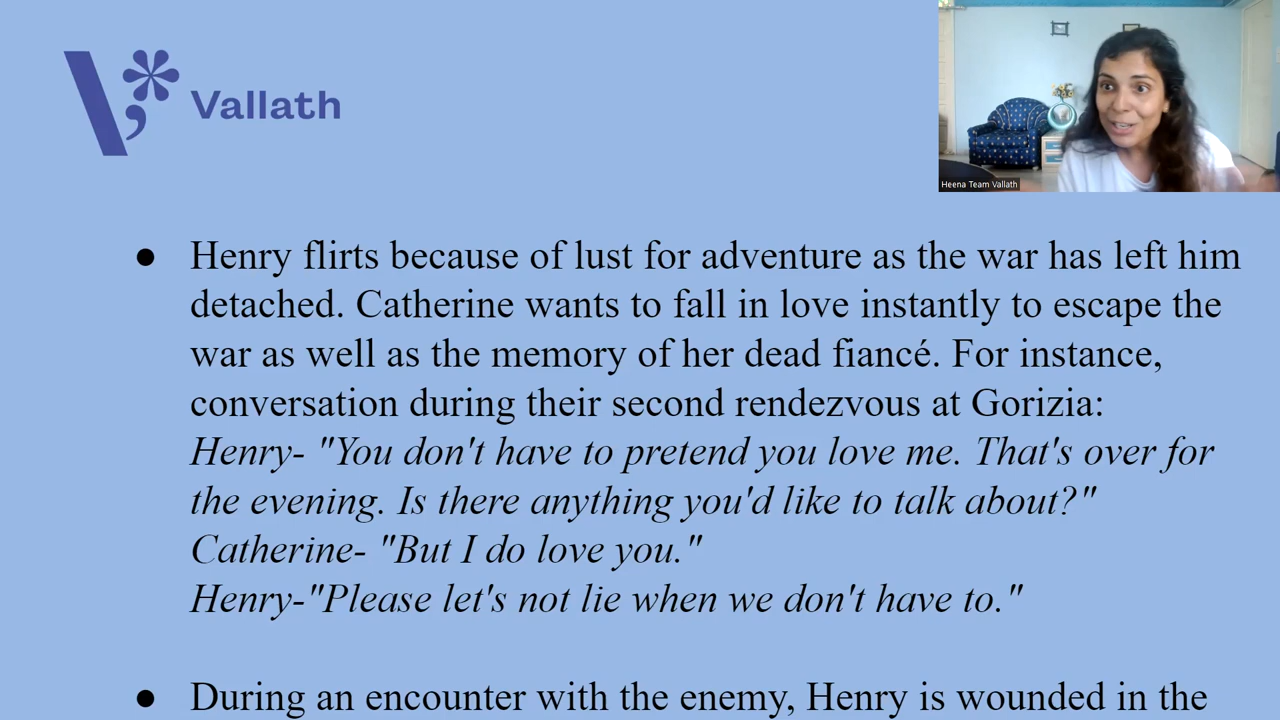 Vallath
Heena Team Vallath
● Henry flirts because of lust for adventure as the war has left him
detached. Catherine wants to fall in love instantly to escape the
war as well as the memory of her dead fiancé. For instance,
conversation during their second rendezvous at Gorizia:
Henry- "You don't have to pretend you love me. That's over for
the evening. Is there anything you'd like to talk about?"
Catherine- "But I do love you."
Henry-"Please let's not lie when we don't have to."
● During an encounter with the enemy, Henry is wounded in the